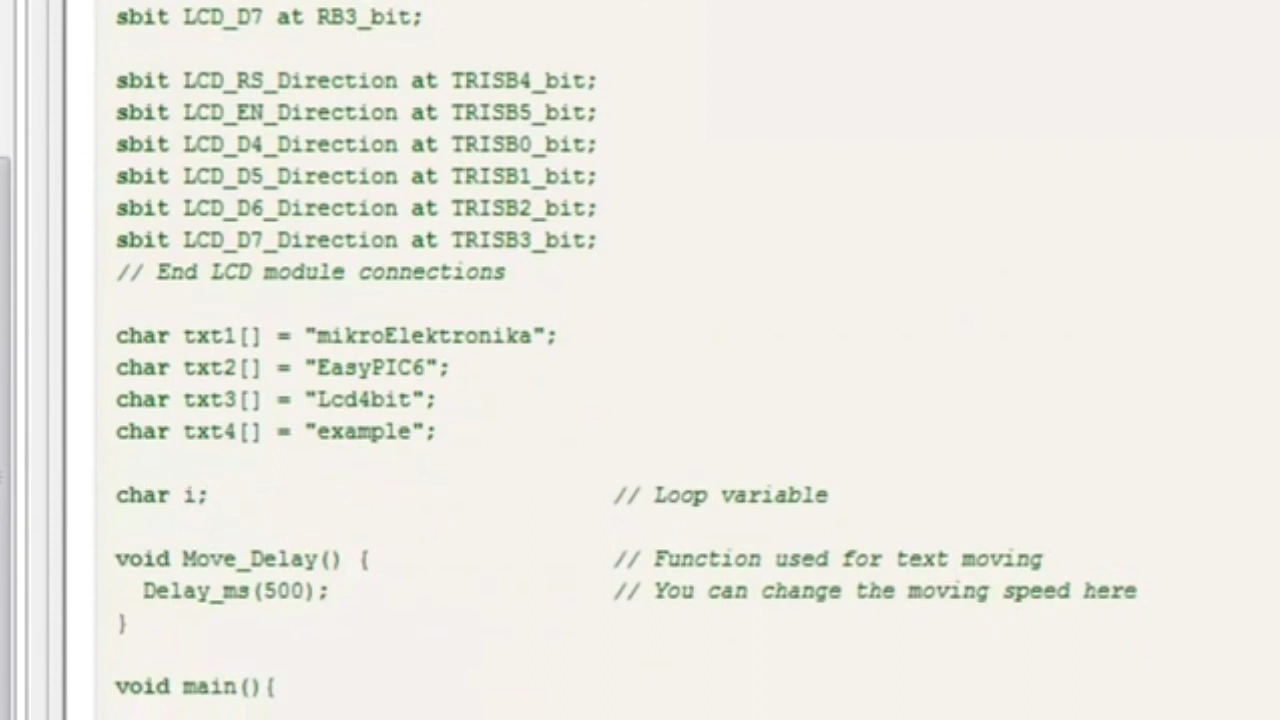 sbit LCD_D7 at RB3_bit;
sbit LCD_RS_Direction at TRISB4_bit;
sbit LCD_EN_Direction at TRISB5_bit;
sbit LCD_D4_Direction at TRISB0_bit;
sbit LCD_D5_Direction at TRISB1_bit;
sbit LCD_D6_Direction at TRISB2_bit;
sbit LCD_D7_Direction at TRISB3_bit;
// End LCD module connections
char txt1[] = "mikroElektronika";
char txt2[] = "EasyPIC6";
char txt3[] = "Lcd4bit";
char txt4[] = "example";
char i; // Loop variable
void Move_Delay() { // Function used for text moving
Delay_ms(500); // You can change the moving speed here
}
void main(){